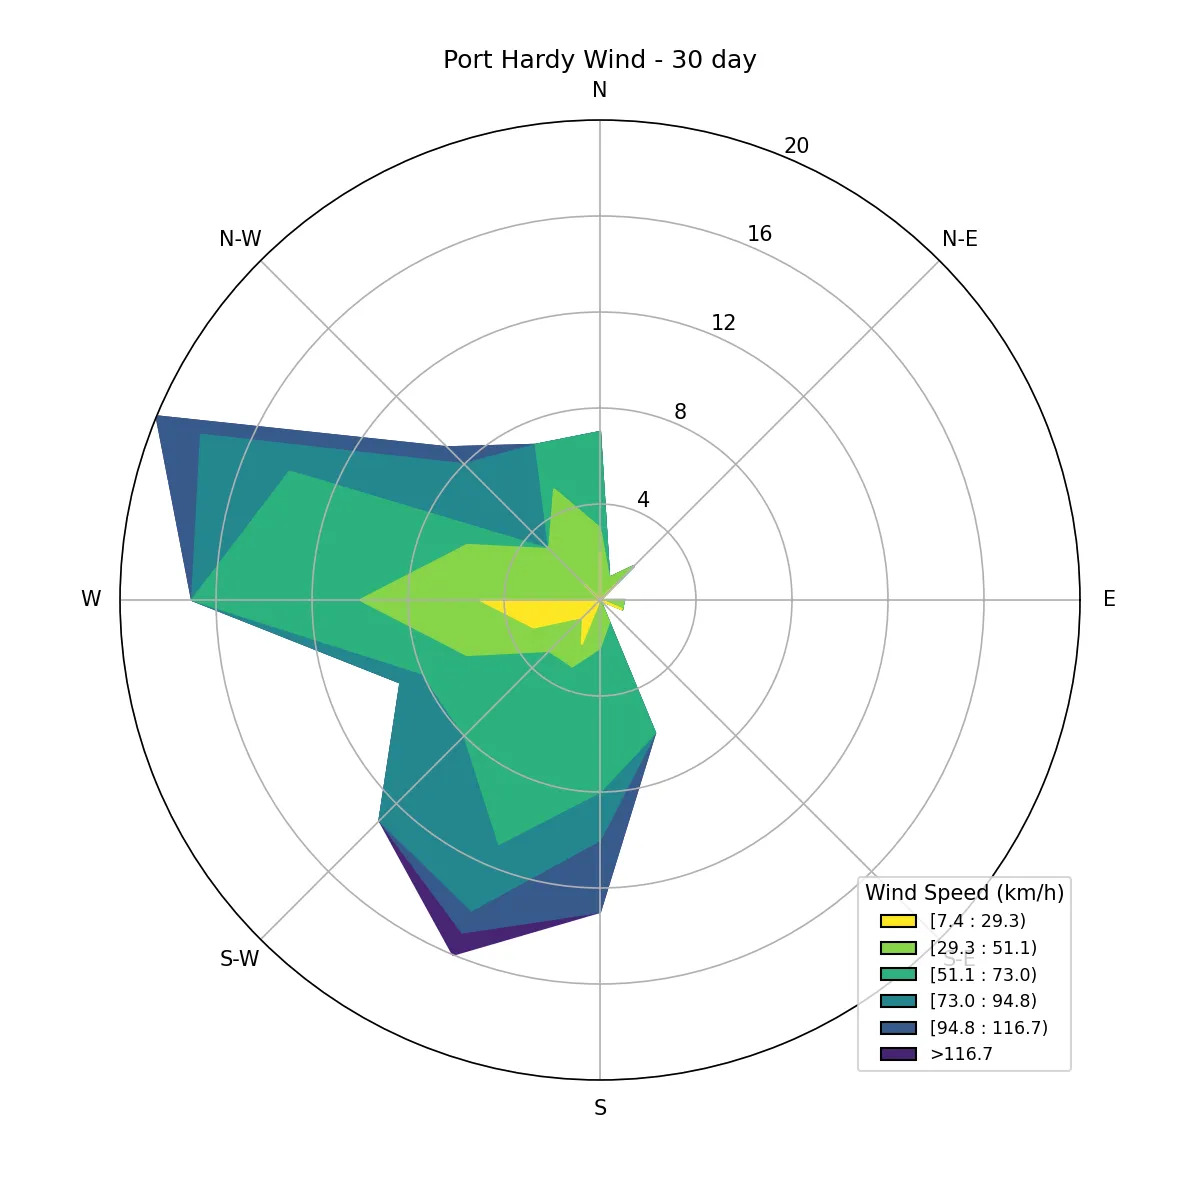 Port Hardy Wind - 30 day
N
20
16
N-W
N-E
12
8
4
W
E
Wind Speed (km/h)
[7.4 : 29.3)
[29.3 : 51.1)
S-W
S-E
[51.1 : 73.0)
[73.0 : 94.8)
[94.8 : 116.7)
>116.7
S